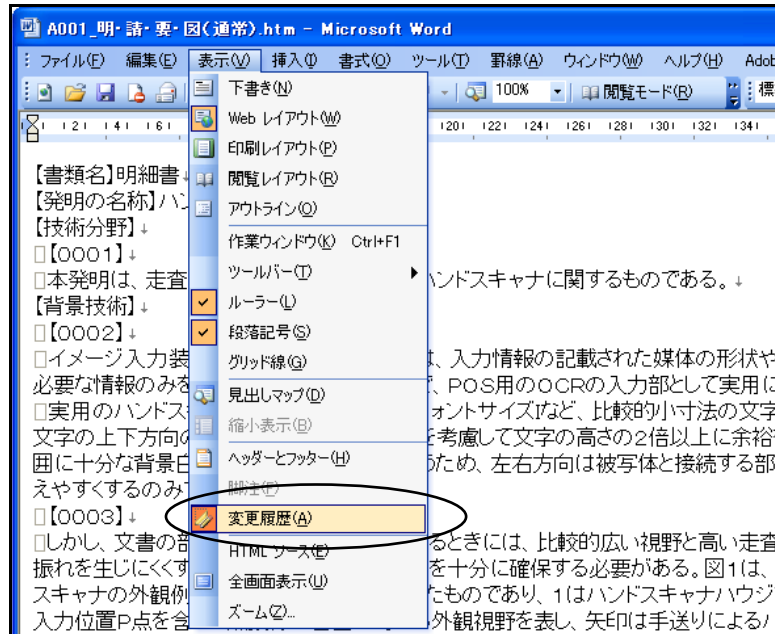 A001_明・請・要・図(通常).htm - Microsoft Word
ファイル(F) 編集(E) 表示(V) 挿入(I) 書式(O) ツール(T) 罫線(A) ウィンドウ(W) ヘルプ(H) Adob
100% 閲覧モード(R) 標
下書き(N)
Web レイアウト(W)
印刷レイアウト(P)
閲覧レイアウト(R)
アウトライン(O)
作業ウィンドウ(K) Ctrl+F1
ツールバー(T)
ルーラー(L)
段落記号(S)
グリッド線(G)
見出しマップ(D)
縮小表示(B)
ヘッダーとフッター(H)
脚注(F)
変更履歴(A)
HTML ソース(E)
全画面表示(U)
ズーム(Z)...
|2| |4| |6| |20| |22| |24| |26| |28| |30| |32| |34|
【書類名】明細書↓
【発明の名称】ハン
【技術分野】↓
□【0001】↓
□本発明は、走査 ハンドスキャナに関するものである。↓
【背景技術】↓
□【0002】↓
□イメージ入力装 は、入力情報の記載された媒体の形状や
必要な情報のみを で、POS用のOCRの入力部として実用に
□実用のハンドス ォントサイズIなど、比較的小寸法の文字
文字の上下方向の を考慮して文字の高さの2倍以上に余裕
囲に十分な背景白 のため、左右方向は被写体と接続する部
えやすくするのみ
□【0003】↓
□しかし、文書の部 るときには、比較的広い視野と高い走査
振れを生じにくくす を十分に確保する必要がある。図1は、
スキャナの外観例 たものであり、1はハンドスキャナハウジ
入力位置P点を含 外観視野を表し、矢印は手送りによる